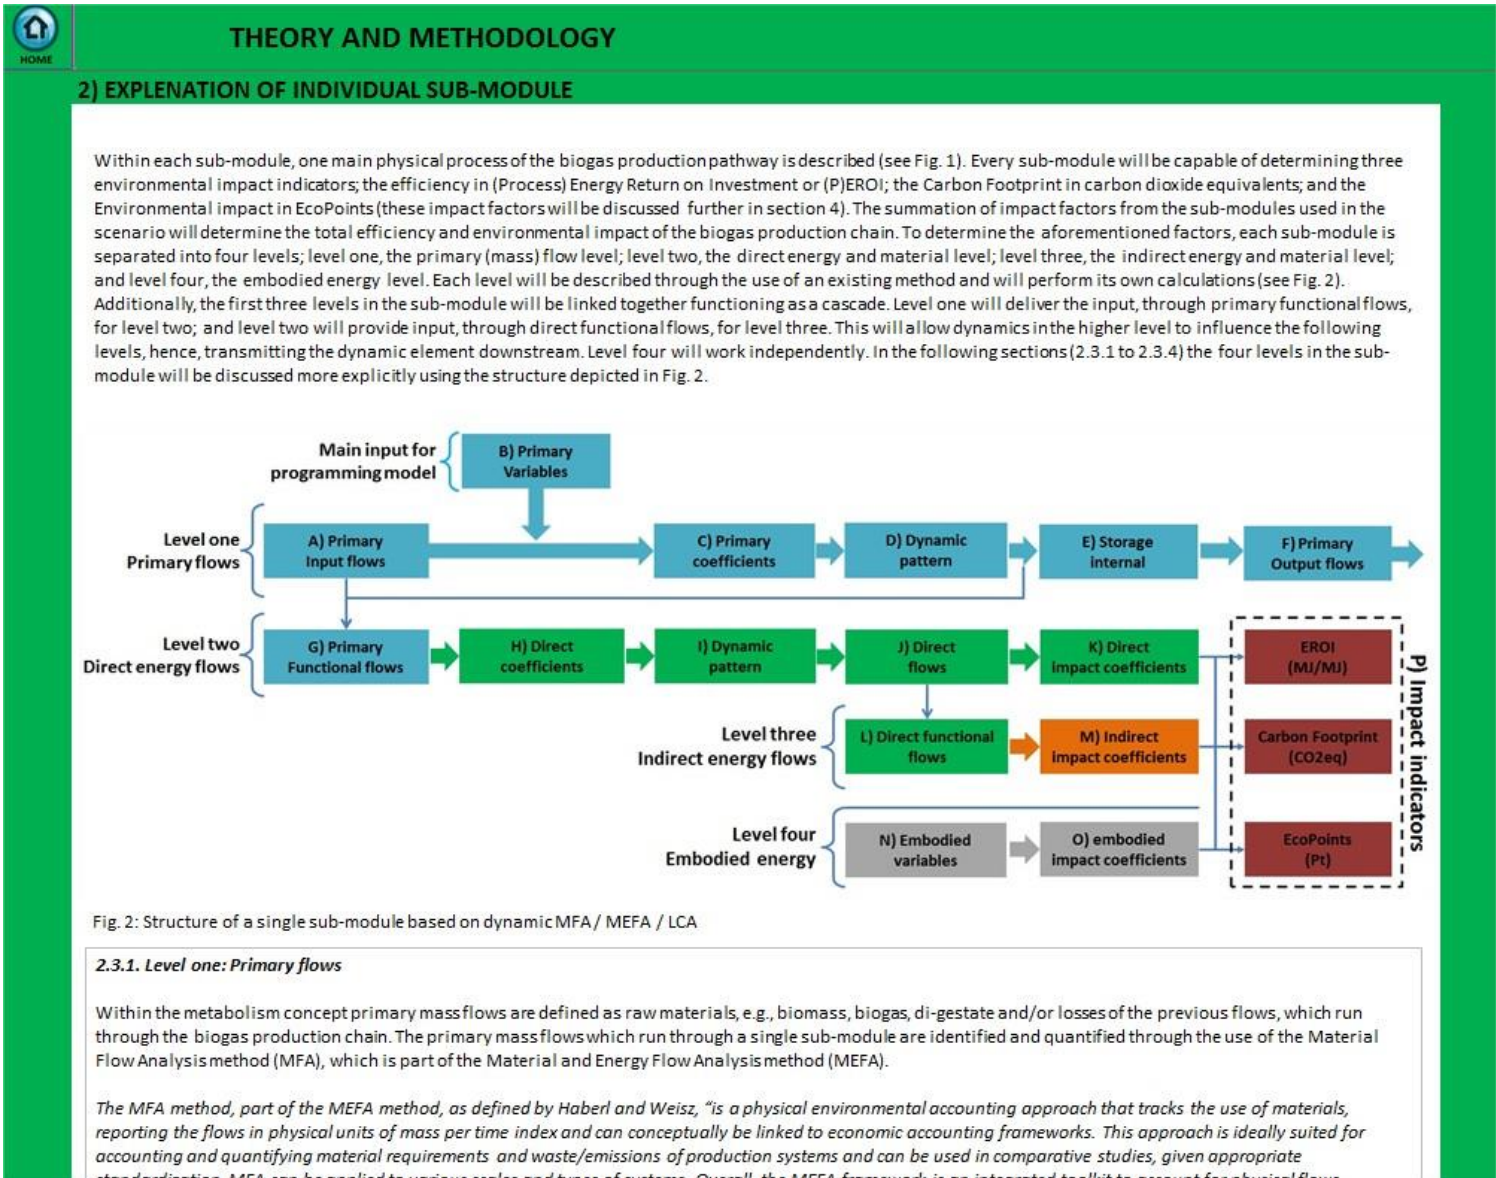 HOME
THEORY AND METHODOLOGY
2) EXPLENATION OF INDIVIDUAL SUB-MODULE
Within each sub-module, one main physical process of the biogas production pathway is described (see Fig. 1). Every sub-module will be capable of determining three
environmental impact indicators; the efficiency in (Process) Energy Return on Investment or (P)EROI; the Carbon Footprint in carbon dioxide equivalents; and the
Environmental impact in EcoPoints (these impact factors will be discussed further in section 4). The summation of impact factors from the sub-modules used in the
scenario will determine the total efficiency and environmental impact of the biogas production chain. To determine the aforementioned factors, each sub-module is
separated into four levels; level one, the primary (mass) flow level; level two, the direct energy and material level; level three, the indirect energy and material level;
and level four, the embodied energy level. Each level will be described through the use of an existing method and will perform its own calculations (see Fig. 2).
Additionally, the first three levels in the sub-module will be linked together functioning as a cascade. Level one will deliver the input, through primary functional flows,
for level two; and level two will provide input, through direct functional flows, for level three. This will allow dynamics in the higher level to influence the following
levels, hence, transmitting the dynamic element downstream. Level four will work independently. In the following sections (2.3.1 to 2.3.4) the four levels in the sub-
module will be discussed more explicitly using the structure depicted in Fig. 2.
Main input for
programming model
B) Primary
Variables
Level one
Primary flows
A) Primary
Input flows
C) Primary
coefficients
D) Dynamic
pattern
E) Storage
internal
F) Primary
Output flows
Level two
Direct energy flows
G) Primary
Functional flows
H) Direct
coefficients
I) Dynamic
pattern
J) Direct
flows
K) Direct
impact coefficients
EROI
(MJ/MJ)
Level three
Indirect energy flows
L) Direct functional
flows
M) Indirect
impact coefficients
Carbon Footprint
(CO2eq)
Level four
Embodied energy
N) Embodied
variables
O) embodied
impact coefficients
EcoPoints
(Pt)
P) Impact indicators
Fig. 2: Structure of a single sub-module based on dynamic MFA / MEFA / LCA
2.3.1. Level one: Primary flows
Within the metabolism concept primary mass flows are defined as raw materials, e.g., biomass, biogas, di-gestate and/or losses of the previous flows, which run
through the biogas production chain. The primary mass flows which run through a single sub-module are identified and quantified through the use of the Material
Flow Analysis method (MFA), which is part of the Material and Energy Flow Analysis method (MEFA).
The MFA method, part of the MEFA method, as defined by Haberl and Weisz, “is a physical environmental accounting approach that tracks the use of materials,
reporting the flows in physical units of mass per time index and can conceptually be linked to economic accounting frameworks. This approach is ideally suited for
accounting and quantifying material requirements and waste/emissions of production systems and can be used in comparative studies, given appropriate